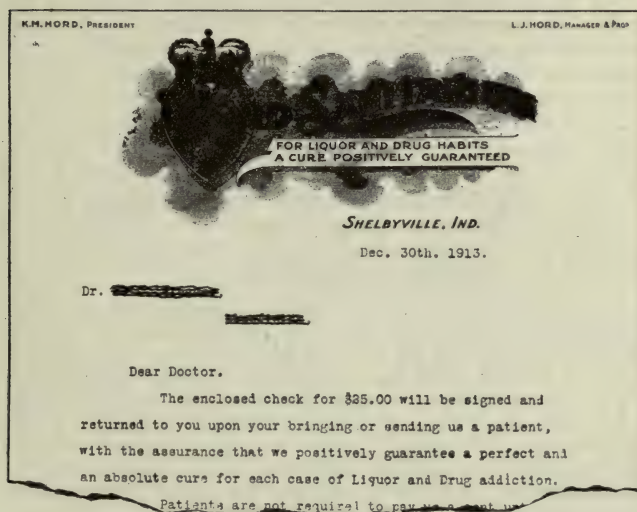 K.M. HORD, PRESIDENT
L.J. HORD, MANAGER & PROP
FOR LIQUOR AND DRUG HABITS
A CURE POSITIVELY GUARANTEED
SHELBYVILLE, IND.
Dec. 30th. 1913.
Dr.
Dear Doctor.
The enclosed check for $25.00 will be signed and
returned to you upon your bringing or sending us a patient,
with the assurance that we positively guarantee a perfect and
an absolute cure for each case of Liquor and Drug addiction.
Patients are not required to pay us a cent